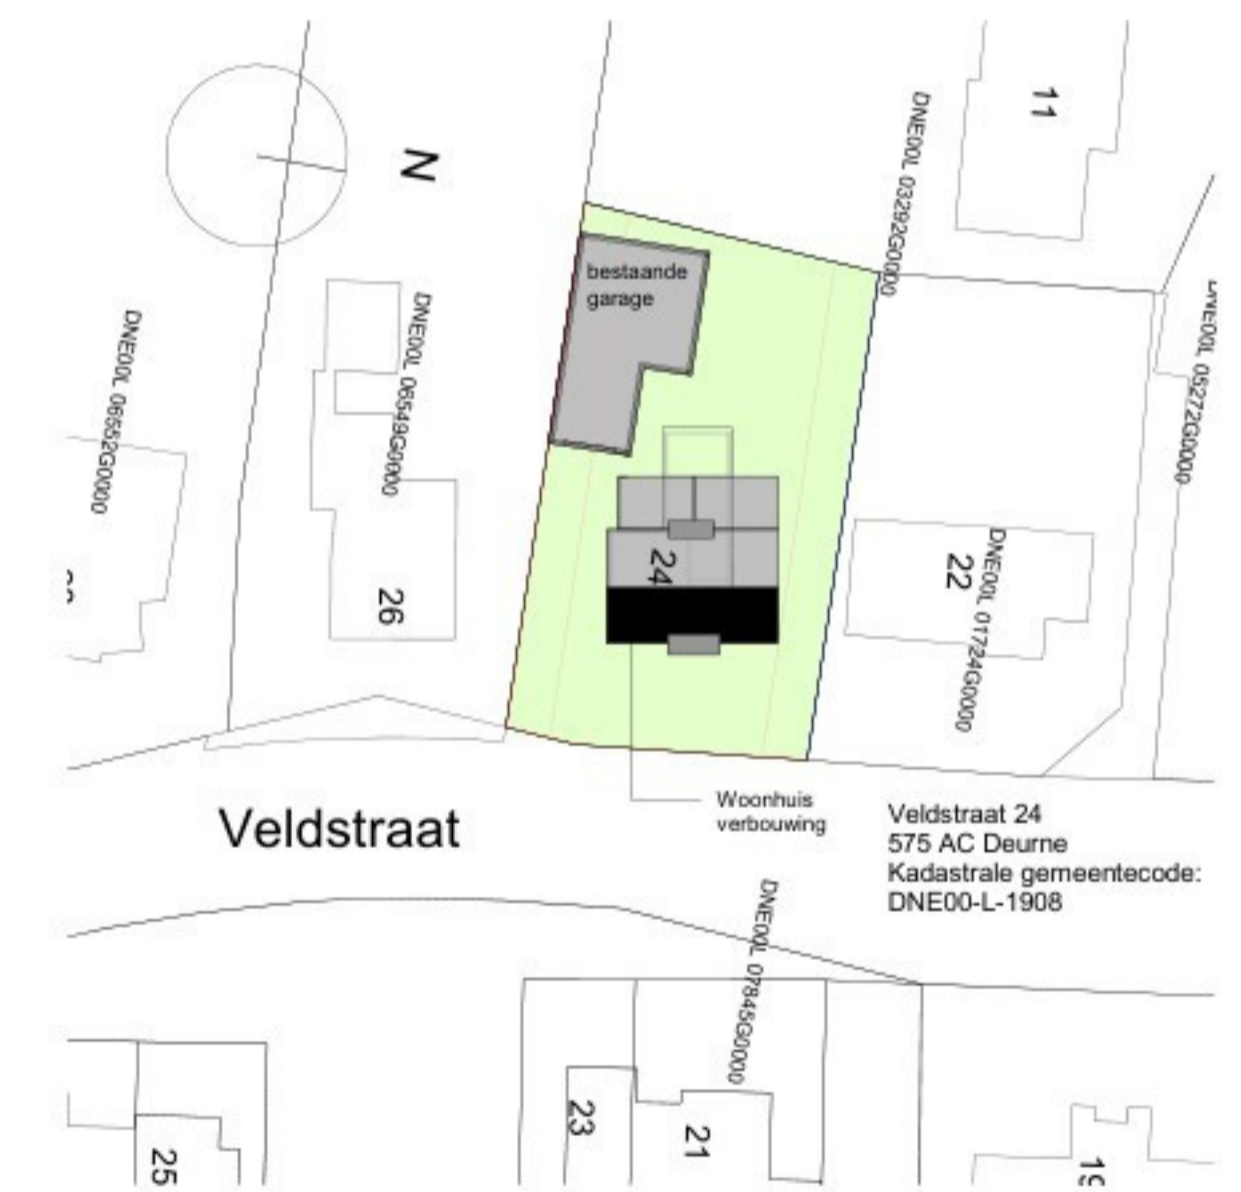 11
N
DNE00L 03292G0000
bestaande
garage
DNE00L 06552G0000
DNE00L 06549G0000
DNE00L 05272G0000
24
22
DNE00L 01724G0000
26
Woonhuis
verbouwing
Veldstraat
Veldstraat 24
575 AC Deurne
Kadastrale gemeentecode:
DNE00-L-1908
DNE00L 07845G0000
23
21
25
19